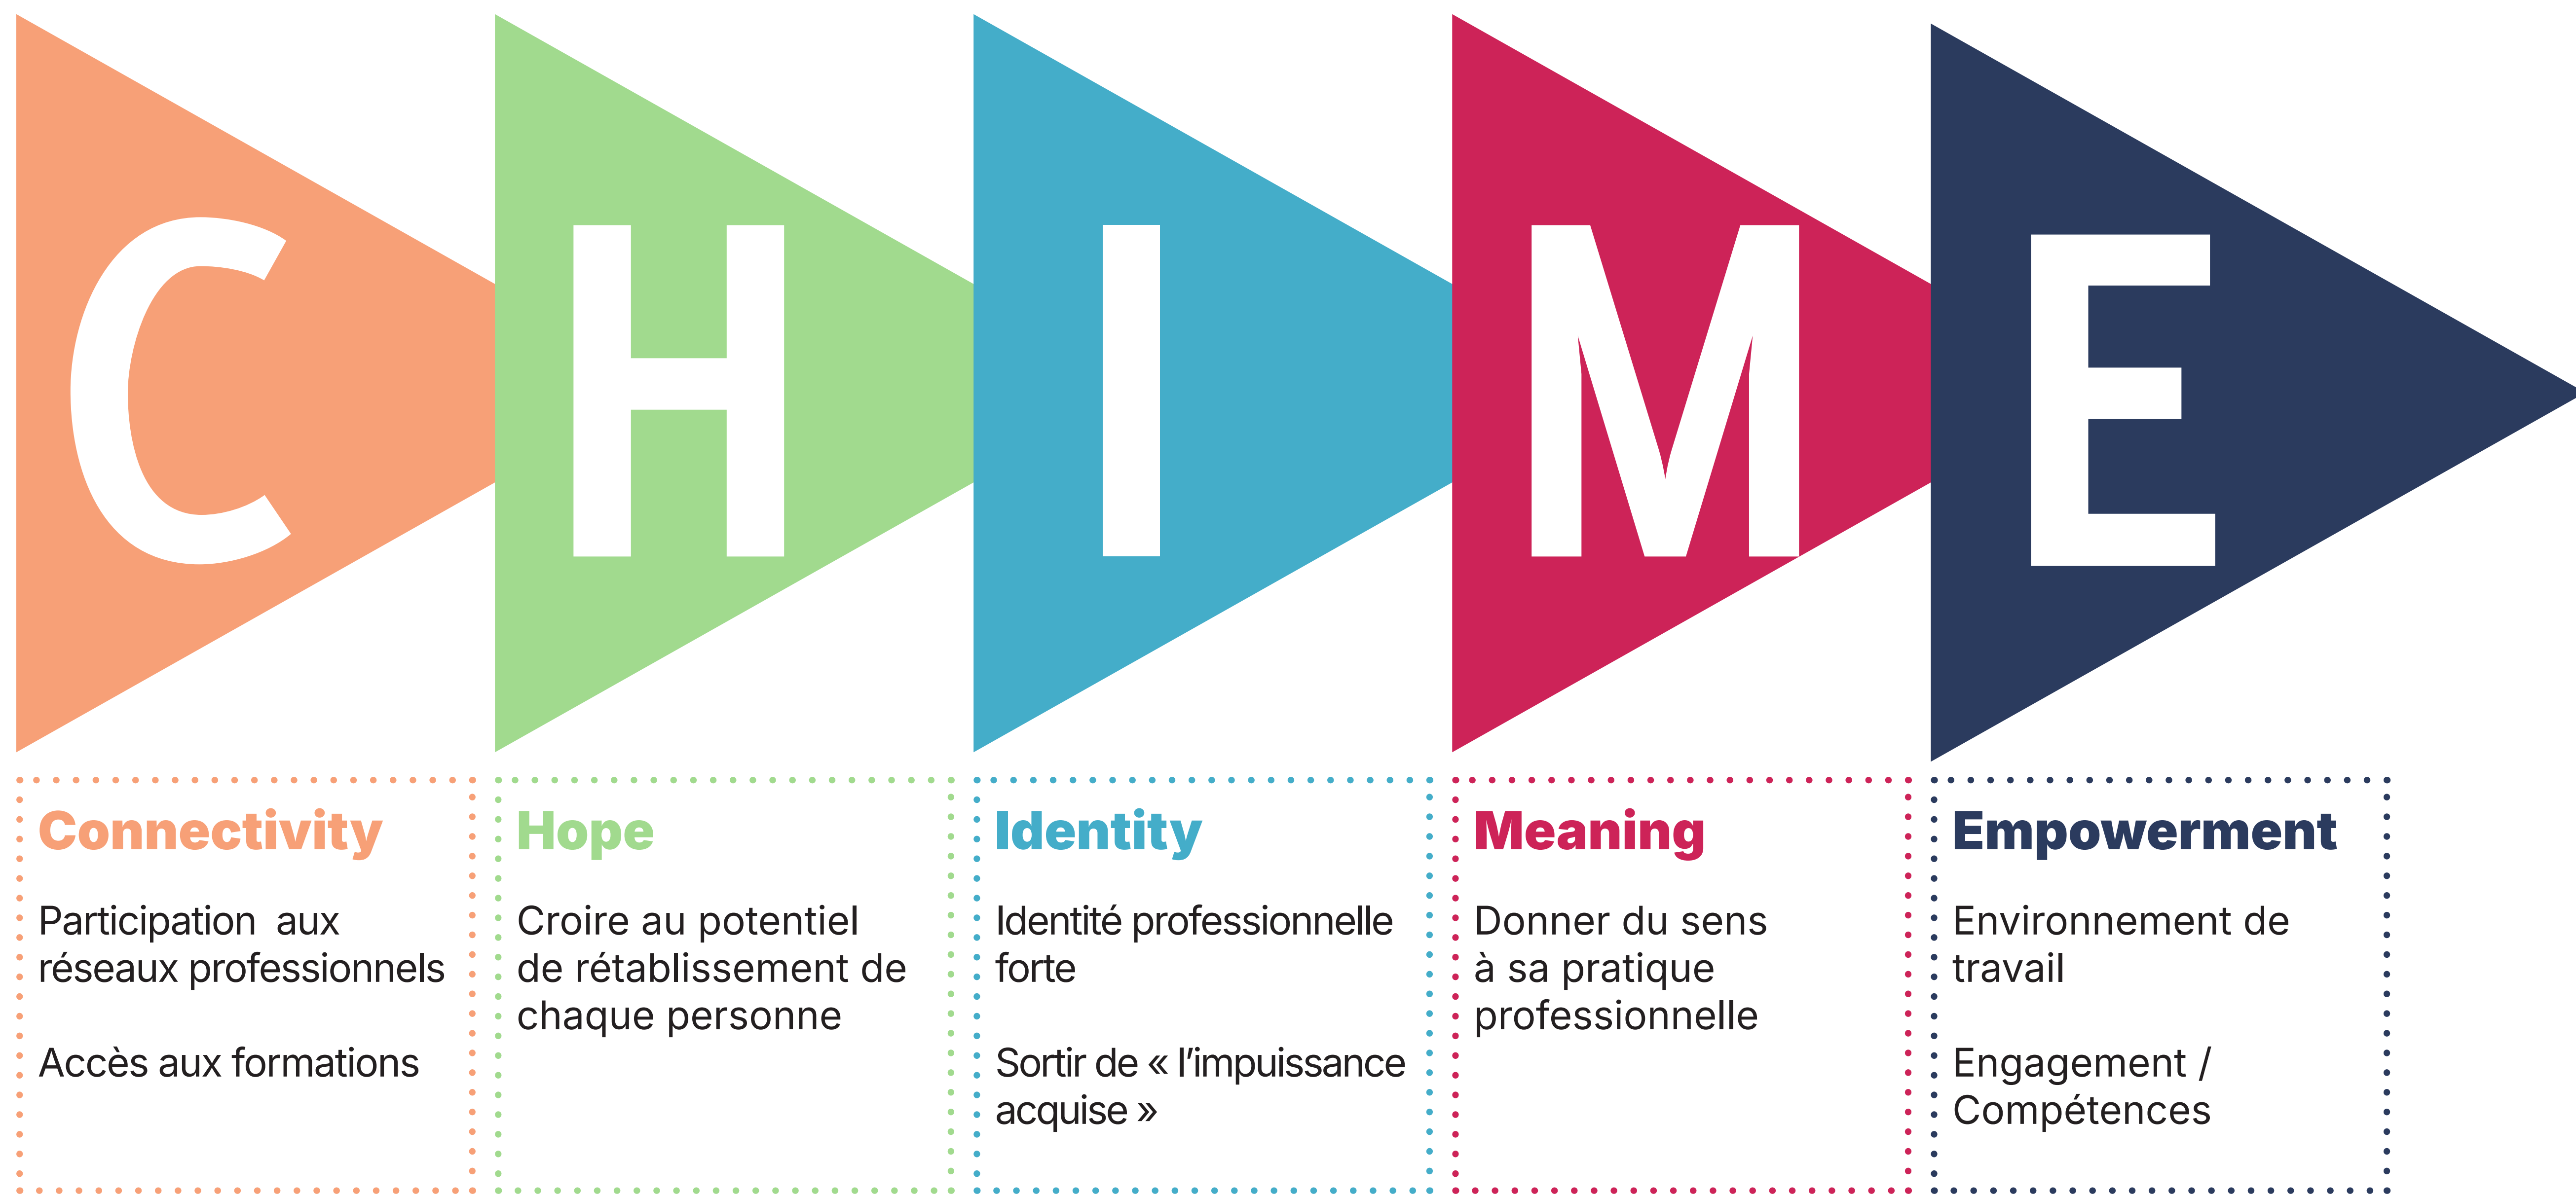 C H I M E
Connectivity
Participation aux
réseaux professionnels
Accès aux formations
Hope
Croire au potentiel
de rétablissement de
chaque personne
Identity
Identité professionnelle
forte
Sortir de « l’impuissance
acquise »
Meaning
Donner du sens
à sa pratique
professionnelle
Empowerment
Environnement de
travail
Engagement /
Compétences